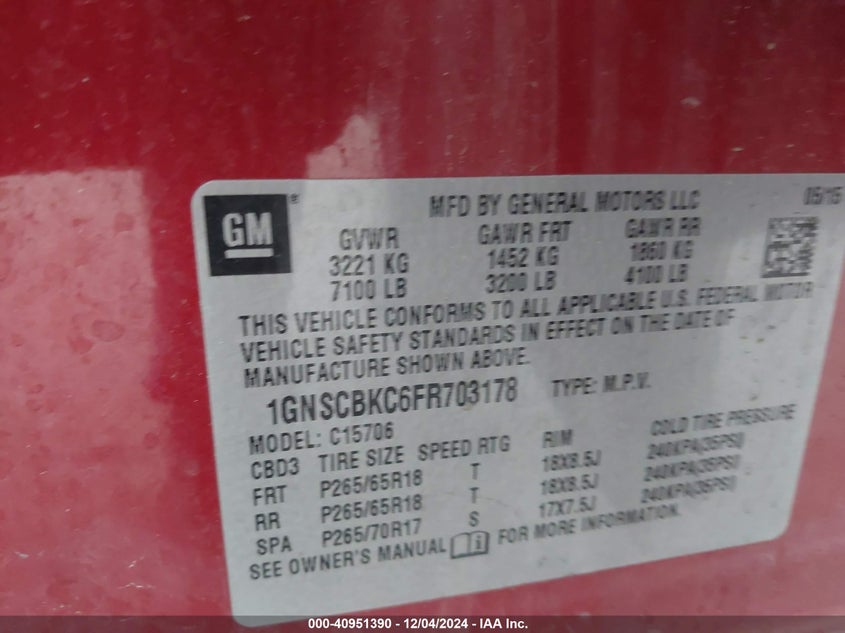 GM®
MFD BY GENERAL MOTORS LLC 05/15
GVWR GAWR FRT GAWR RR
3221 KG 1452 KG 1860 KG
7100 LB 3200 LB 4100 LB
THIS VEHICLE CONFORMS TO ALL APPLICABLE U.S. FEDERAL MOTOR
VEHICLE SAFETY STANDARDS IN EFFECT ON THE DATE OF
MANUFACTURE SHOWN ABOVE.
1GNSCBKC6FR703178 TYPE: M.P.V.
MODEL: C15706
CBD3 TIRE SIZE SPEED RTG RIM COLD TIRE PRESSURE
FRT P265/65R18 T 18X8.5J 240KPA(35PSI)
RR P265/65R18 T 18X8.5J 240KPA(35PSI)
SPA P265/70R17 S 17X7.5J 240KPA(35PSI)
SEE OWNER'S MANUAL FOR MORE INFORMATION.
000-40951390 - 12/04/2024 - IAA Inc.